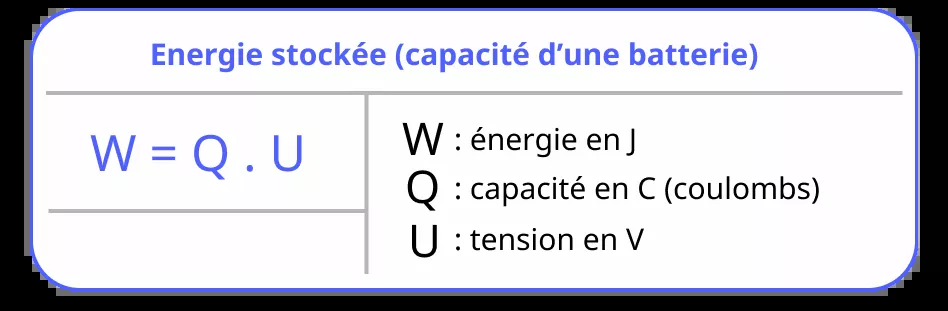 Energie stockée (capacité d’une batterie)
W = Q . U
W : énergie en J
Q : capacité en C (coulombs)
U : tension en V